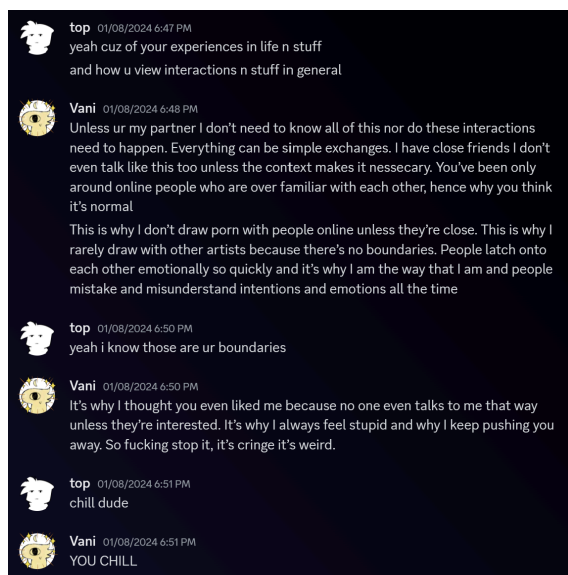 top 01/08/2024 6:47 PM
yeah cuz of your experiences in life n stuff
and how u view interactions n stuff in general
Vani 01/08/2024 6:48 PM
Unless ur my partner I don't need to know all of this nor do these interactions
need to happen. Everything can be simple exchanges. I have close friends I don't
even talk like this too unless the context makes it nessecary. You've been only
around online people who are over familiar with each other, hence why you think
it's normal
This is why I don't draw porn with people online unless they're close. This is why I
rarely draw with other artists because there's no boundaries. People latch onto
each other emotionally so quickly and it's why I am the way that I am and people
mistake and misunderstand intentions and emotions all the time
top 01/08/2024 6:50 PM
yeah i know those are ur boundaries
Vani 01/08/2024 6:50 PM
It's why I thought you even liked me because no one even talks to me that way
unless they're interested. It's why I always feel stupid and why I keep pushing you
away. So fucking stop it, it's cringe it's weird.
top 01/08/2024 6:51 PM
chill dude
Vani 01/08/2024 6:51 PM
YOU CHILL